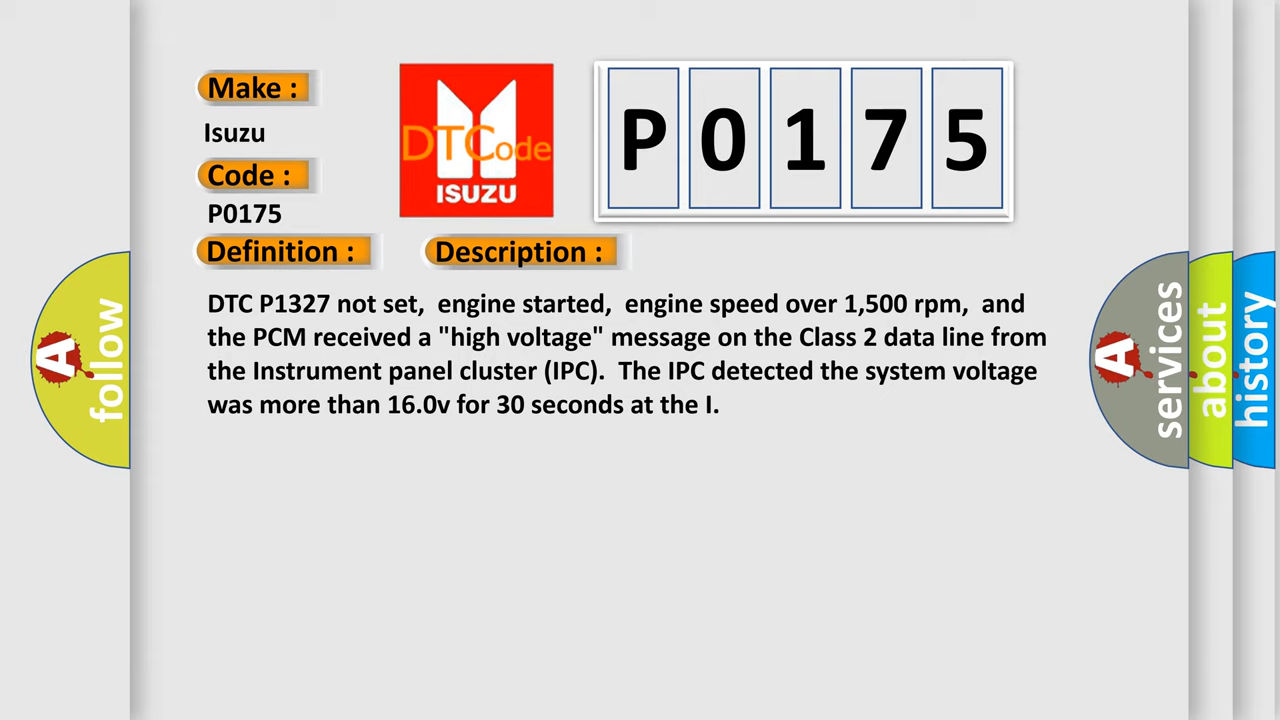 Make :
Isuzu
Code :
P0175
DTCode
ISUZU
P 0 1 7 5
Definition :
Description :
DTC P1327 not set,  engine started,  engine speed over 1,500 rpm,  and
the PCM received a "high voltage" message on the Class 2 data line from
the Instrument panel cluster (IPC).  The IPC detected the system voltage
was more than 16.0v for 30 seconds at the I.
A
follow
A
services
about
history